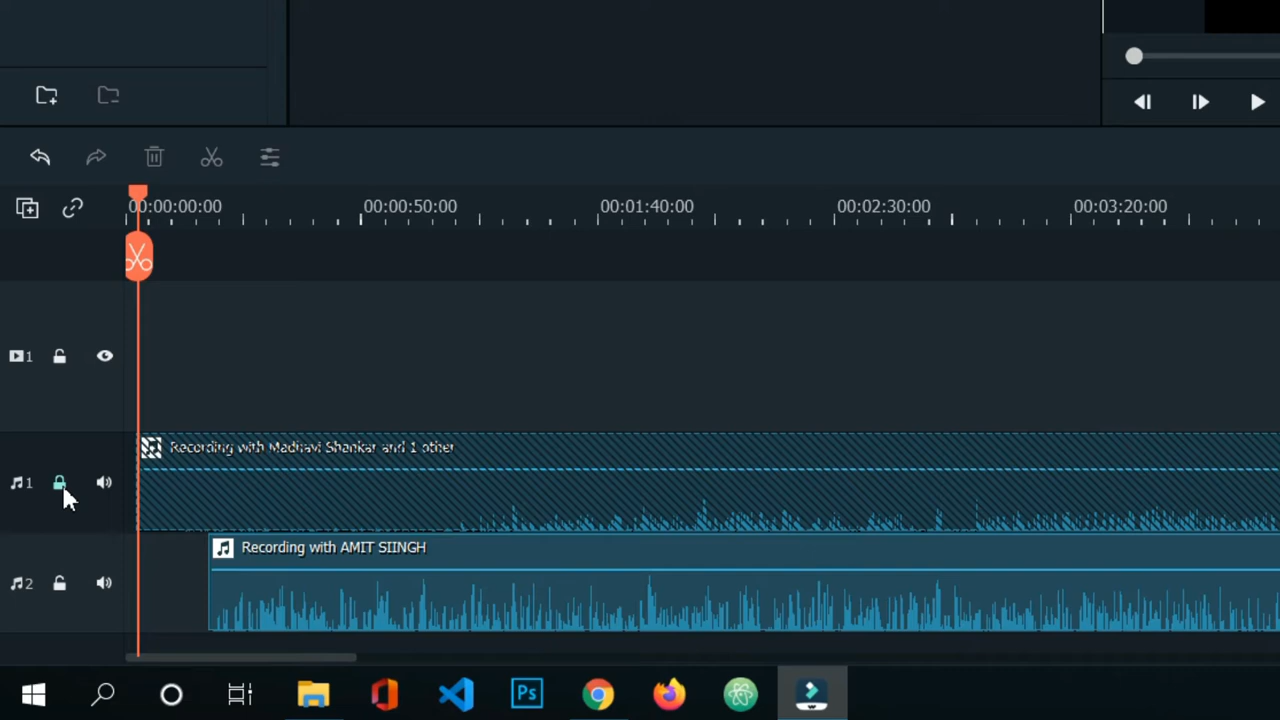 00:00:00:00 00:00:50:00 00:01:40:00 00:02:30:00 00:03:20:00
1
Recording with Madhavi Shankar and 1 other
1
Recording with AMIT SIINGH
2
Ps